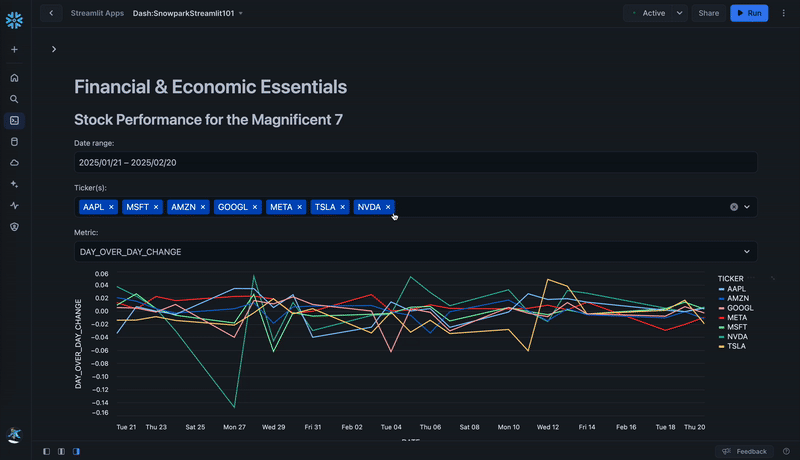 Streamlit Apps Dash:SnowparkStreamlit101 Active Share Run
Financial & Economic Essentials
Stock Performance for the Magnificent 7
Date range:
2025/01/21 – 2025/02/20
Ticker(s):
AAPL × MSFT × AMZN × GOOGL × META × TSLA × NVDA ×
Metric:
DAY_OVER_DAY_CHANGE
DAY_OVER_DAY_CHANGE
0.06
0.04
0.02
0.00
−0.02
−0.04
−0.06
−0.08
−0.10
−0.12
−0.14
−0.16
TICKER
AAPL
AMZN
GOOGL
META
MSFT
NVDA
TSLA
Tue 21 Thu 23 Sat 25 Mon 27 Wed 29 Fri 31 Feb 02 Tue 04 Thu 06 Sat 08 Mon 10 Wed 12 Fri 14 Feb 16 Tue 18 Thu 20
Feedback